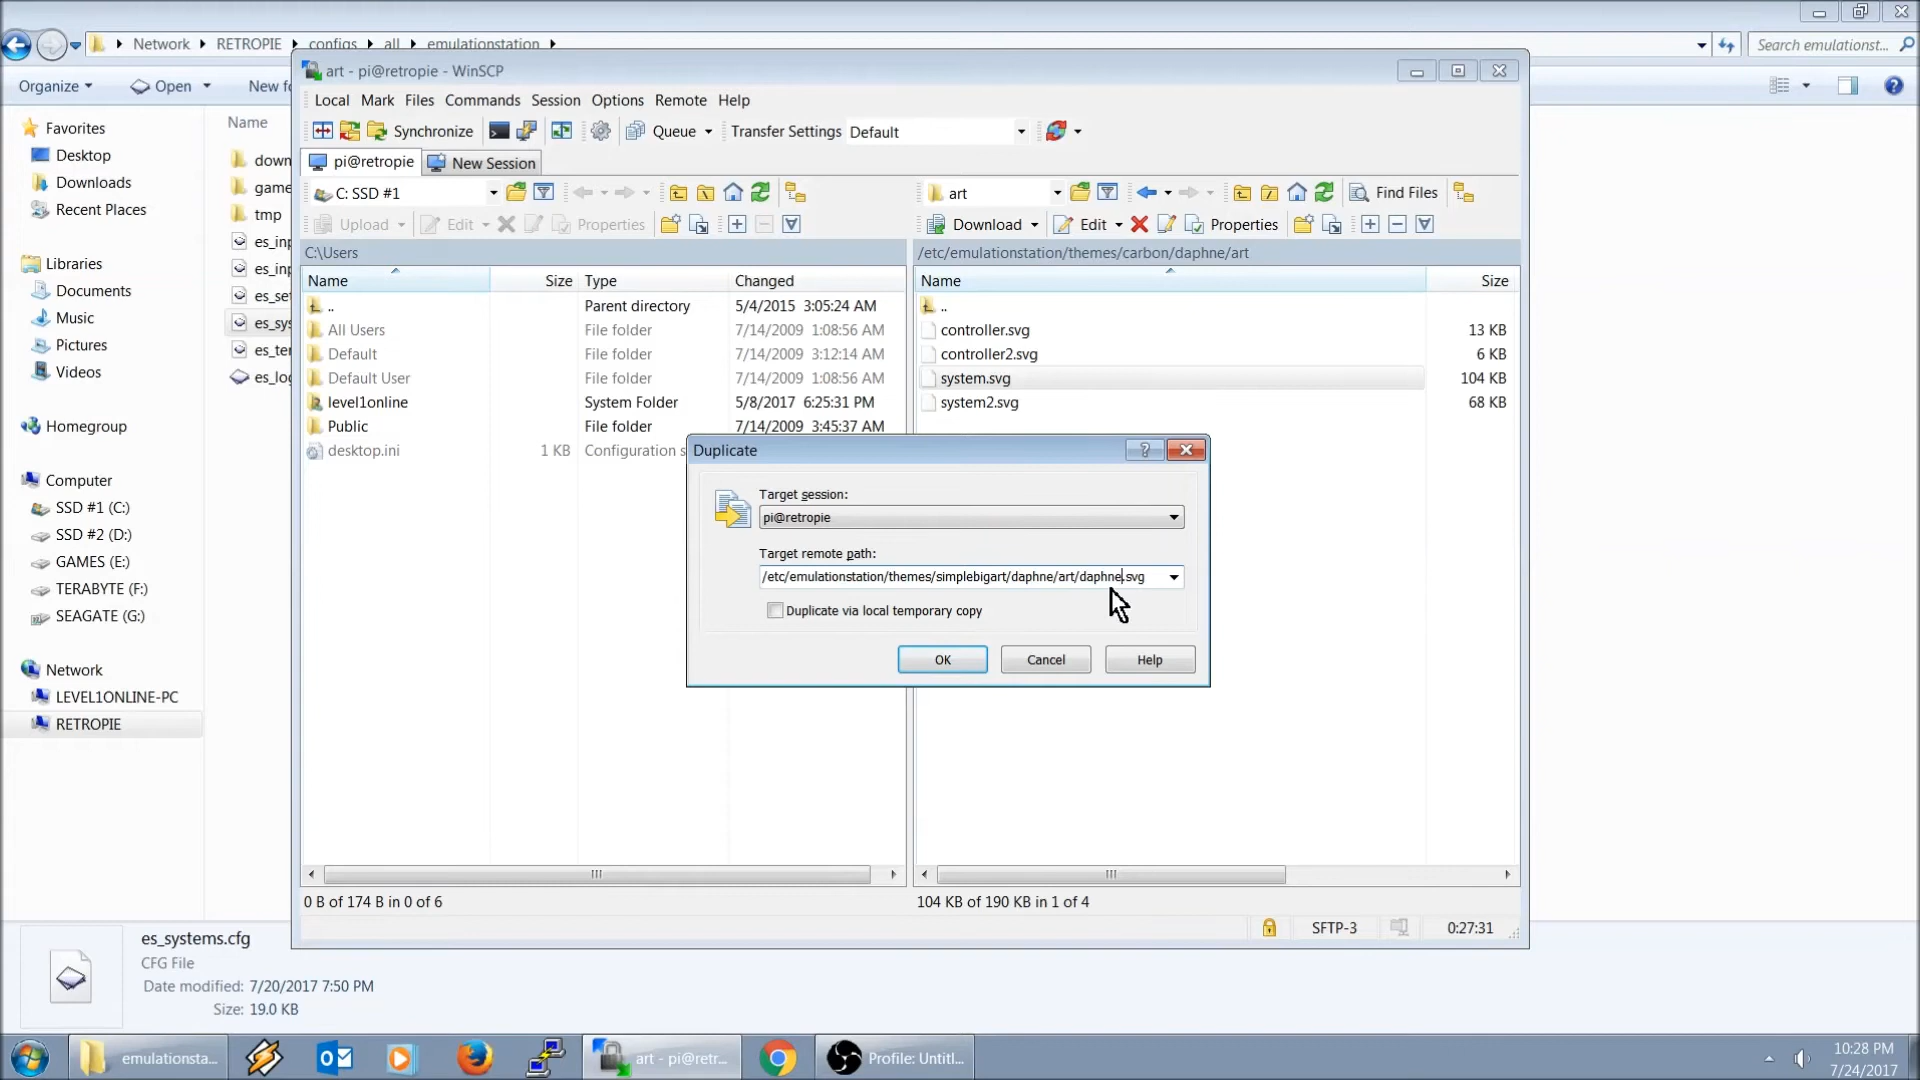 Network RETROPIE configs all emulationstation
Search emulationst...
Organize Open New fo
Name
Favorites
Desktop
Downloads
Recent Places
Libraries
Documents
Music
Pictures
Videos
Homegroup
Computer
SSD #1 (C:)
SSD #2 (D:)
GAMES (E:)
TERABYTE (F:)
SEAGATE (G:)
Network
LEVEL1ONLINE-PC
RETROPIE
down
game
tmp
es_inp
es_inp
es_set
es_sys
es_ter
es_log
art - pi@retropie - WinSCP
Local Mark Files Commands Session Options Remote Help
Synchronize Queue Transfer Settings Default
pi@retropie New Session
C: SSD #1
Upload Edit Properties
C:\Users
Name Size Type Changed
.. Parent directory 5/4/2015 3:05:24 AM
All Users File folder 7/14/2009 1:08:56 AM
Default File folder 7/14/2009 3:12:14 AM
Default User File folder 7/14/2009 1:08:56 AM
level1online System Folder 5/8/2017 6:25:31 PM
Public File folder 7/14/2009 3:45:37 AM
desktop.ini 1 KB Configuration s
art Find Files
Download Edit Properties
/etc/emulationstation/themes/carbon/daphne/art
Name Size
..
controller.svg 13 KB
controller2.svg 6 KB
system.svg 104 KB
system2.svg 68 KB
Duplicate
Target session:
pi@retropie
Target remote path:
/etc/emulationstation/themes/simplebigart/daphne/art/daphne.svg
Duplicate via local temporary copy
OK Cancel Help
0 B of 174 B in 0 of 6
104 KB of 190 KB in 1 of 4
SFTP-3 0:27:31
es_systems.cfg
CFG File
Date modified: 7/20/2017 7:50 PM
Size: 19.0 KB
emulationsta...
art - pi@retr...
Profile: Untitl...
10:28 PM
7/24/2017